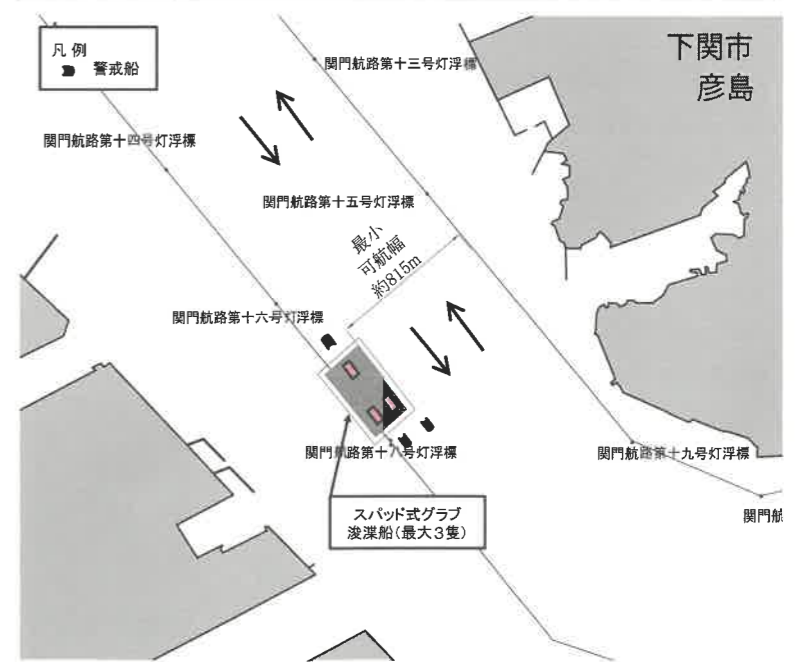 凡 例
警戒船
下関市
彦島
関門航路第十三号灯浮標
関門航路第十四号灯浮標
関門航路第十五号灯浮標
最小
可航幅
約815m
関門航路第十六号灯浮標
関門航路第十八号灯浮標
関門航路第十九号灯浮標
スパッド式グラブ
浚渫船(最大3隻)
関門航